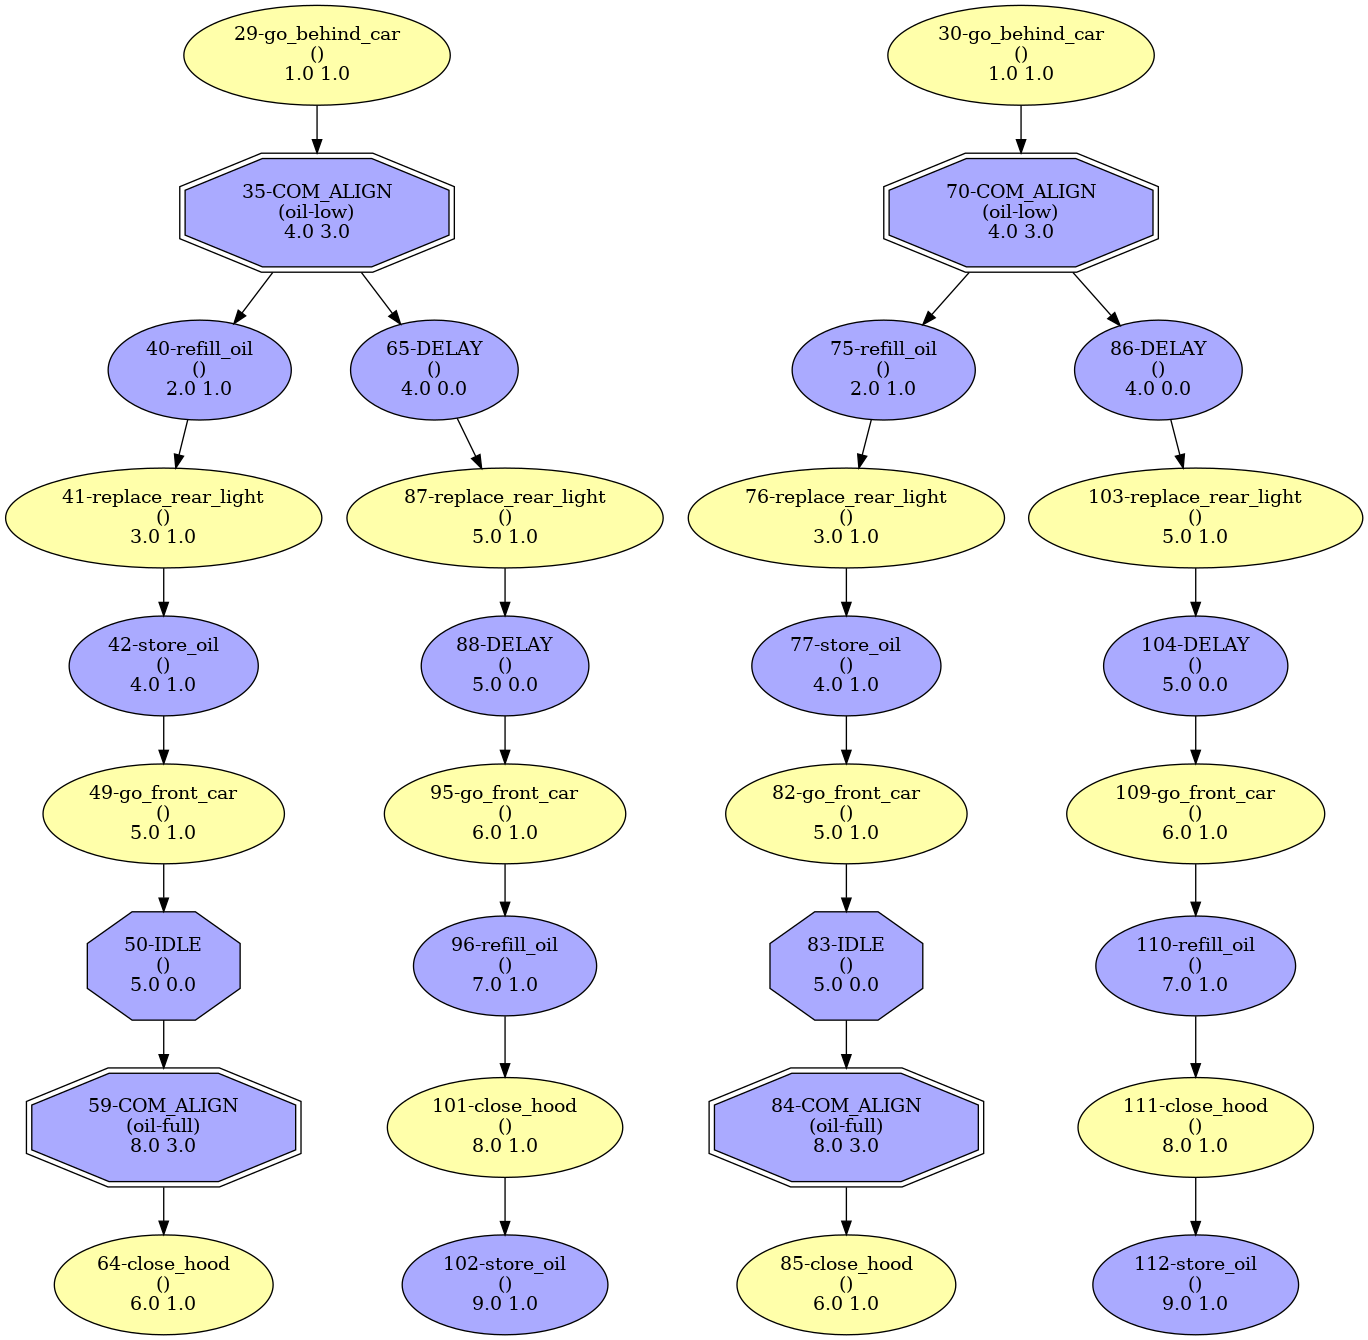 29-go_behind_car
()
1.0 1.0
30-go_behind_car
()
1.0 1.0
35-COM_ALIGN
(oil-low)
4.0 3.0
70-COM_ALIGN
(oil-low)
4.0 3.0
40-refill_oil
()
2.0 1.0
65-DELAY
()
4.0 0.0
75-refill_oil
()
2.0 1.0
86-DELAY
()
4.0 0.0
41-replace_rear_light
()
3.0 1.0
87-replace_rear_light
()
5.0 1.0
76-replace_rear_light
()
3.0 1.0
103-replace_rear_light
()
5.0 1.0
42-store_oil
()
4.0 1.0
88-DELAY
()
5.0 0.0
77-store_oil
()
4.0 1.0
104-DELAY
()
5.0 0.0
49-go_front_car
()
5.0 1.0
95-go_front_car
()
6.0 1.0
82-go_front_car
()
5.0 1.0
109-go_front_car
()
6.0 1.0
50-IDLE
()
5.0 0.0
96-refill_oil
()
7.0 1.0
83-IDLE
()
5.0 0.0
110-refill_oil
()
7.0 1.0
59-COM_ALIGN
(oil-full)
8.0 3.0
101-close_hood
()
8.0 1.0
84-COM_ALIGN
(oil-full)
8.0 3.0
111-close_hood
()
8.0 1.0
64-close_hood
()
6.0 1.0
102-store_oil
()
9.0 1.0
85-close_hood
()
6.0 1.0
112-store_oil
()
9.0 1.0